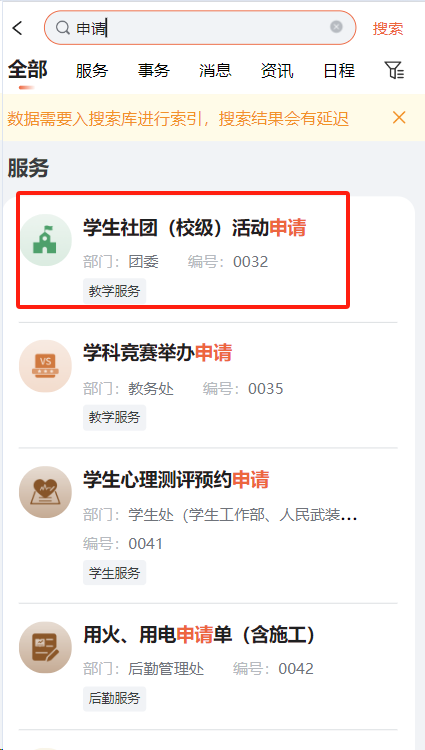 申请
搜索
全部 服务 事务 消息 资讯 日程
数据需要入搜索库进行索引，搜索结果会有延迟
服务
学生社团（校级）活动申请
部门：团委 编号：0032
教学服务
VS
学科竞赛举办申请
部门：教务处 编号：0035
教学服务
学生心理测评预约申请
部门：学生处（学生工作部、人民武装...
编号：0041
学生服务
用火、用电申请单（含施工）
部门：后勤管理处 编号：0042
后勤服务